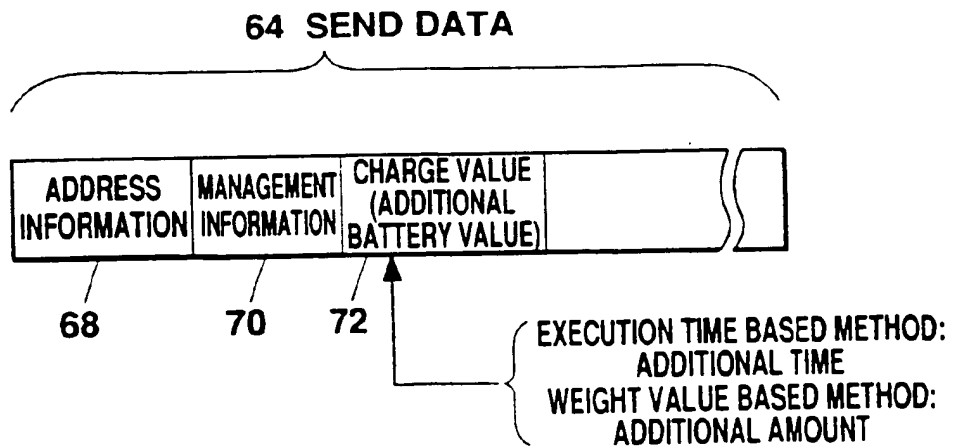 64 SEND DATA
ADDRESS
INFORMATION
MANAGEMENT
INFORMATION
CHARGE VALUE
(ADDITIONAL
BATTERY VALUE)
68
70
72
EXECUTION TIME BASED METHOD:
ADDITIONAL TIME
WEIGHT VALUE BASED METHOD:
ADDITIONAL AMOUNT